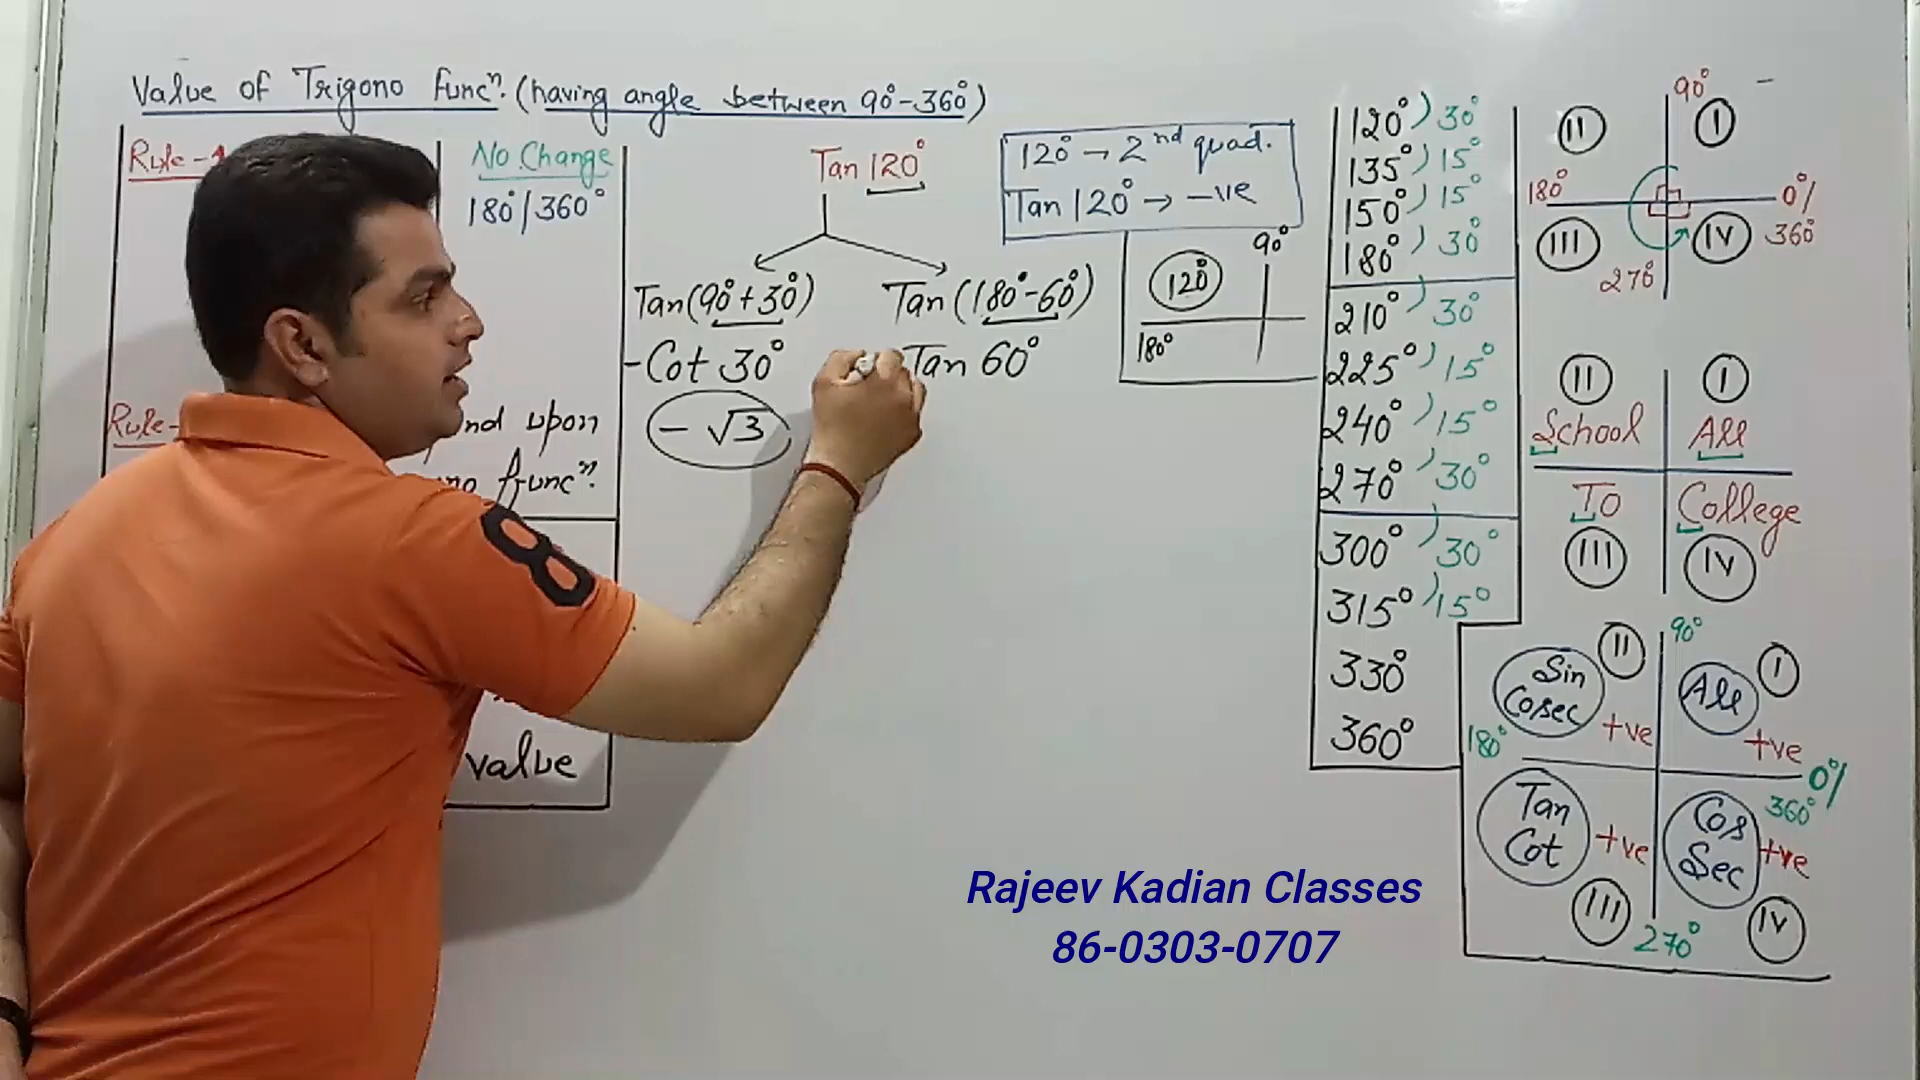 Value of Trigono Funcⁿ. (having angle between 90°-360°)
Rule-1
No Change
180°/360°
Rule-
nd upon
no funcⁿ.
value
Tan 120°
Tan(90°+30°)
-Cot 30°
- √3
Tan (180°-60°)
Tan 60°
120° → 2nd quad.
Tan 120° → -ve
90°
120°
180°
120° ) 30°
135° ) 15°
150° ) 15°
180° ) 30°
210° ) 30°
225° ) 15°
240° ) 15°
270° ) 30°
300° ) 30°
315° ) 15°
330°
360°
90°
II I
180° 0°/
360°
III IV
270°
II I
School All
To College
III IV
90°
II I
Sin
Cosec
+ve
All
+ve
180° 0°/
360°
Tan
Cot
+ve
Cos
Sec
+ve
III IV
270°
Rajeev Kadian Classes
86-0303-0707
8